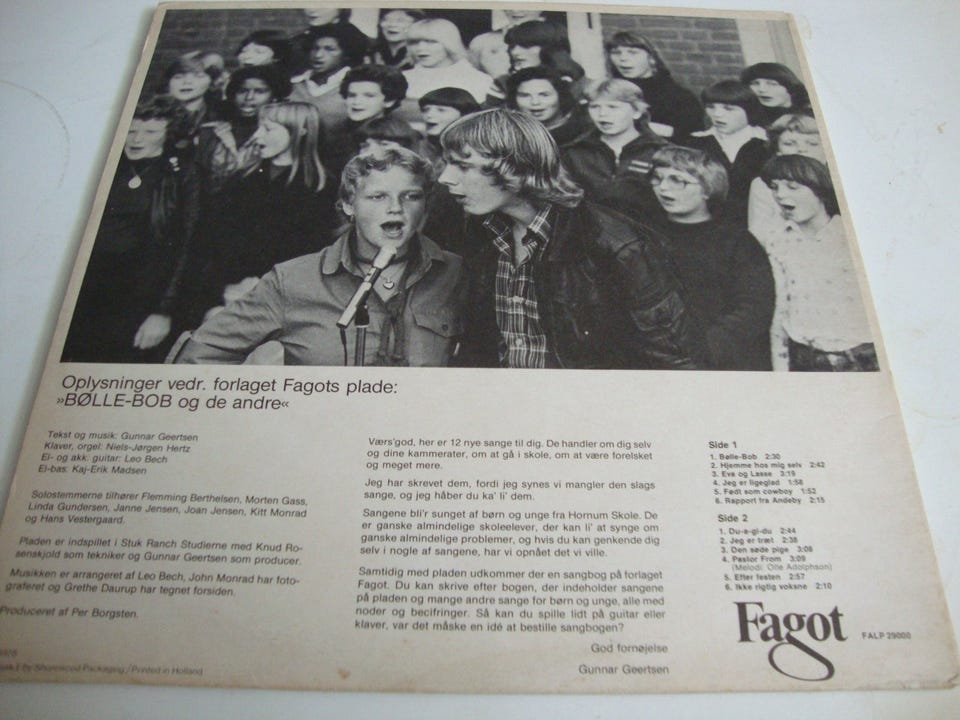 Oplysninger vedr. forlaget Fagots plade:
»BØLLE-BOB og de andre«
Tekst og musik: Gunnar Geertsen
Klaver, orgel: Niels-Jørgen Hertz
El- og akk. guitar: Leo Bech
El-bas: Kaj-Erik Madsen
Solostemmerne tilhører Flemming Berthelsen, Morten Gass,
Linda Gundersen, Janne Jensen, Joan Jensen, Kitt Monrad
og Hans Vestergaard.
Pladen er indspillet i Stuk Ranch Studierne med Knud Ro-
senskjold som tekniker og Gunnar Geertsen som producer.
Musikken er arrangeret af Leo Bech, John Monrad har foto-
graferet og Grethe Daurup har tegnet forsiden.
Produceret af Per Borgsten.
By Shorewood Packaging / Printed in Holland
Værs'god, her er 12 nye sange til dig. De handler om dig selv
og dine kammerater, om at gå i skole, om at være forelsket
og meget mere.
Jeg har skrevet dem, fordi jeg synes vi mangler den slags
sange, og jeg håber du ka' li' dem.
Sangene bli'r sunget af børn og unge fra Hornum Skole. De er
ganske almindelige skoleelever, der kan li' at synge om
ganske almindelige problemer, og hvis du kan genkende dig
selv i nogle af sangene, har vi opnået det vi ville.
Samtidig med pladen udkommer der en sangbog på forlaget
Fagot. Du kan skrive efter bogen, der indeholder sangene
på pladen og mange andre sange for børn og unge, alle med
noder og becifringer. Så kan du spille lidt på guitar eller
klaver, var det måske en idé at bestille sangbogen?
God fornøjelse
Gunnar Geertsen
Side 1
1. Bølle-Bob 2:30
2. Hjemme hos mig selv 2:42
3. Eva og Lasse 3:19
4. Jeg er ligeglad 1:58
5. Født som cowboy 1:52
6. Rapport fra Andeby 2:15
Side 2
1. Du-a-gi-du 2:44
2. Jeg er træt 2:38
3. Den søde pige 3:08
4. Pastor From 3:09
(Melodi: Olle Adolphson)
5. Efter festen 2:57
6. Ikke rigtig voksne 2:10
Fagot
FALP 29000